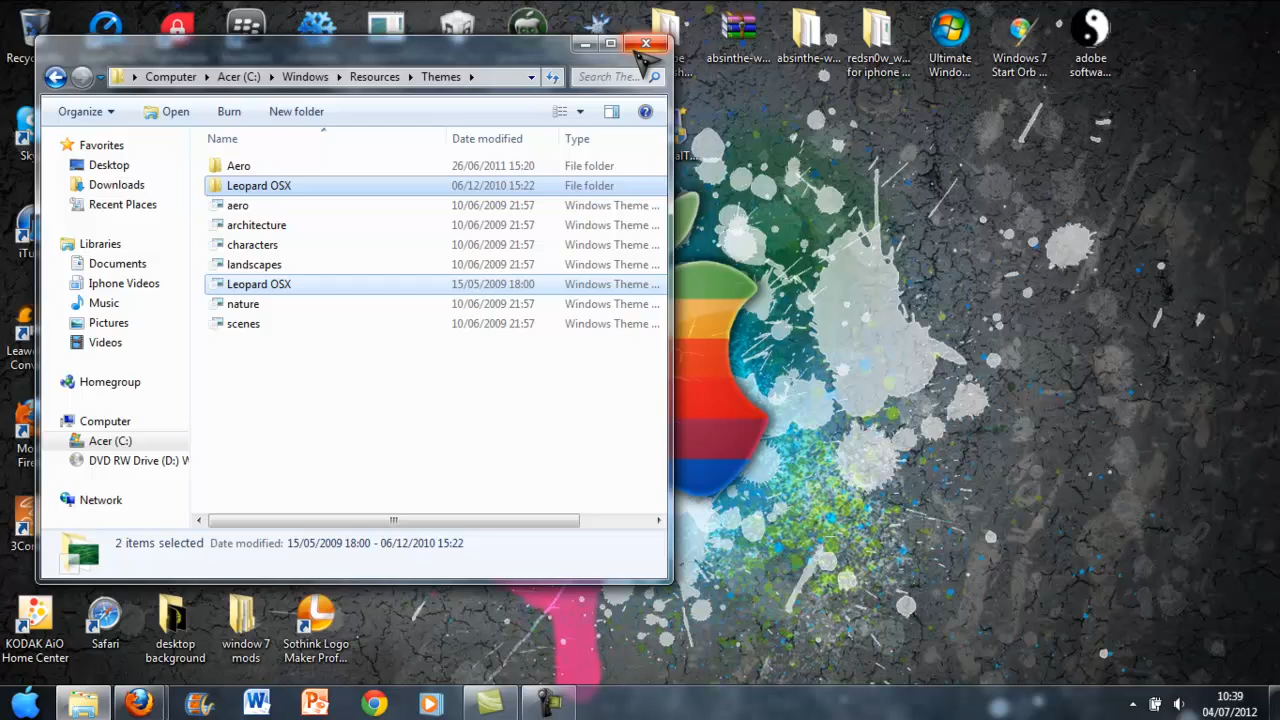 Recyc
absinthe-w...
absinthe-w...
redsn0w_w...
for iphone ...
Ultimate
Windo...
Windows 7
Start Orb ...
adobe
softwa...
Computer
Acer (C:)
Windows
Resources
Themes
Search The...
Organize
Open
Burn
New folder
Name
Date modified
Type
Favorites
Desktop
Downloads
Recent Places
Libraries
Documents
Iphone Videos
Music
Pictures
Videos
Homegroup
Computer
Acer (C:)
DVD RW Drive (D:) W
Network
Aero 26/06/2011 15:20 File folder
Leopard OSX 06/12/2010 15:22 File folder
aero 10/06/2009 21:57 Windows Theme ...
architecture 10/06/2009 21:57 Windows Theme ...
characters 10/06/2009 21:57 Windows Theme ...
landscapes 10/06/2009 21:57 Windows Theme ...
Leopard OSX 15/05/2009 18:00 Windows Theme ...
nature 10/06/2009 21:57 Windows Theme ...
scenes 10/06/2009 21:57 Windows Theme ...
2 items selected Date modified: 15/05/2009 18:00 - 06/12/2010 15:22
Sky
iTu
Leaw
Con
Mo
Fire
3Con
KODAK AiO
Home Center
Safari
desktop
background
window 7
mods
Sothink Logo
Maker Prof...
10:39
04/07/2012